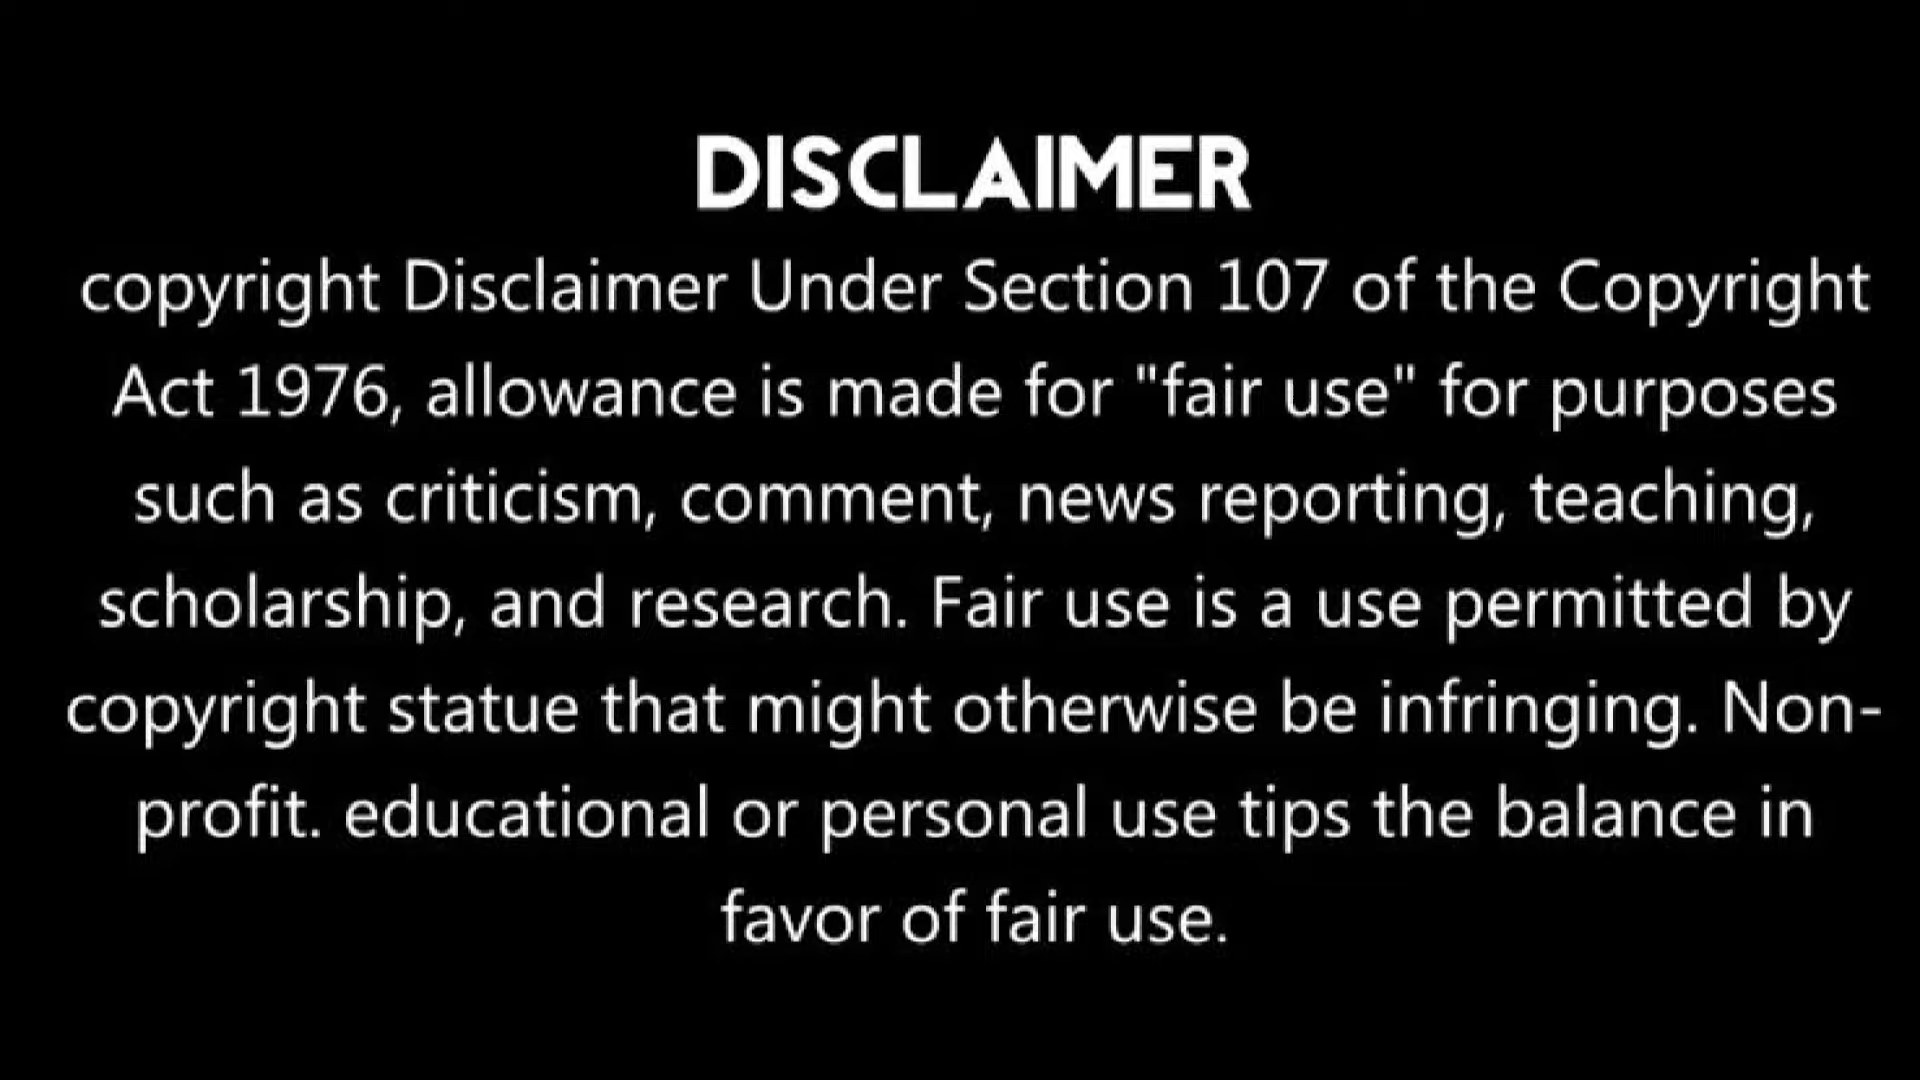 DISCLAIMER
copyright Disclaimer Under Section 107 of the Copyright
Act 1976, allowance is made for "fair use" for purposes
such as criticism, comment, news reporting, teaching,
scholarship, and research. Fair use is a use permitted by
copyright statue that might otherwise be infringing. Non-
profit. educational or personal use tips the balance in
favor of fair use.